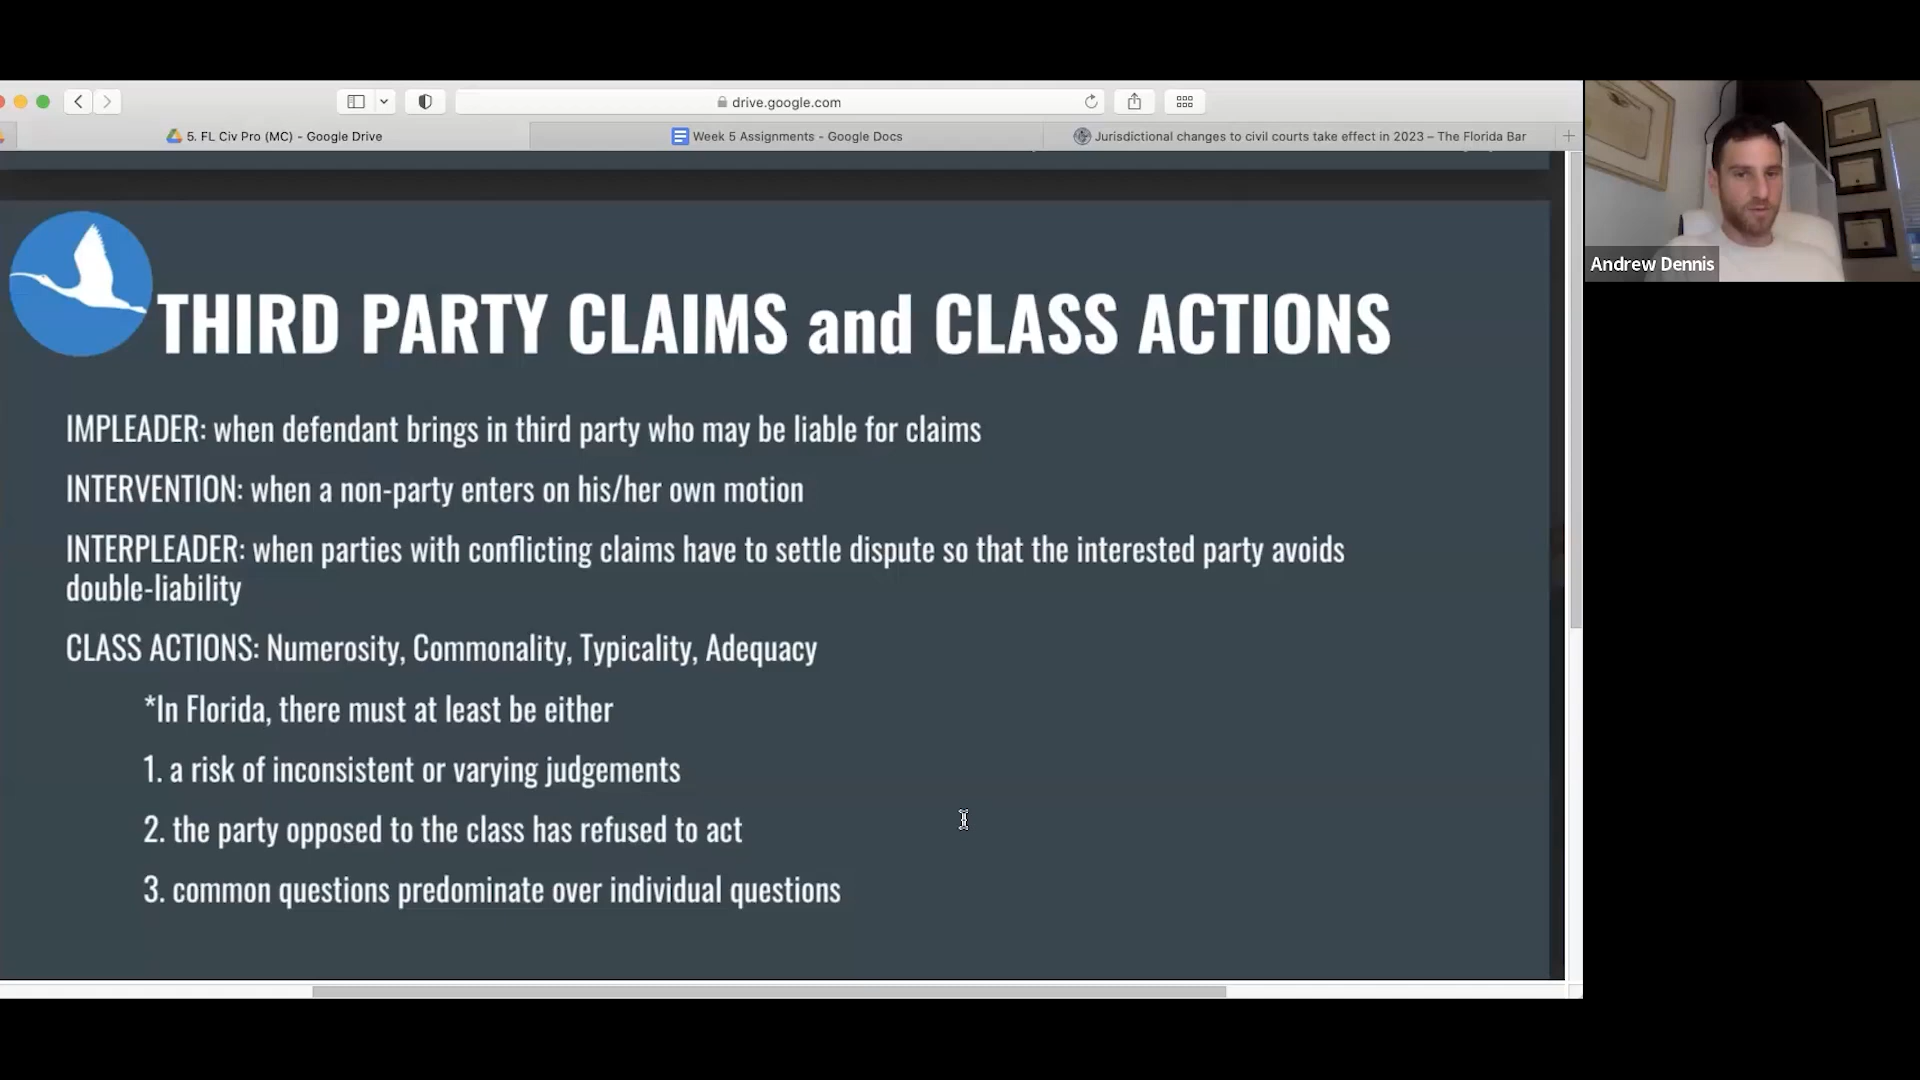 drive.google.com
5. FL Civ Pro (MC) - Google Drive
Week 5 Assignments - Google Docs
Jurisdictional changes to civil courts take effect in 2023 – The Florida Bar
THIRD PARTY CLAIMS and CLASS ACTIONS
IMPLEADER: when defendant brings in third party who may be liable for claims
INTERVENTION: when a non-party enters on his/her own motion
INTERPLEADER: when parties with conflicting claims have to settle dispute so that the interested party avoids
double-liability
CLASS ACTIONS: Numerosity, Commonality, Typicality, Adequacy
*In Florida, there must at least be either
1. a risk of inconsistent or varying judgements
2. the party opposed to the class has refused to act
3. common questions predominate over individual questions
Andrew Dennis